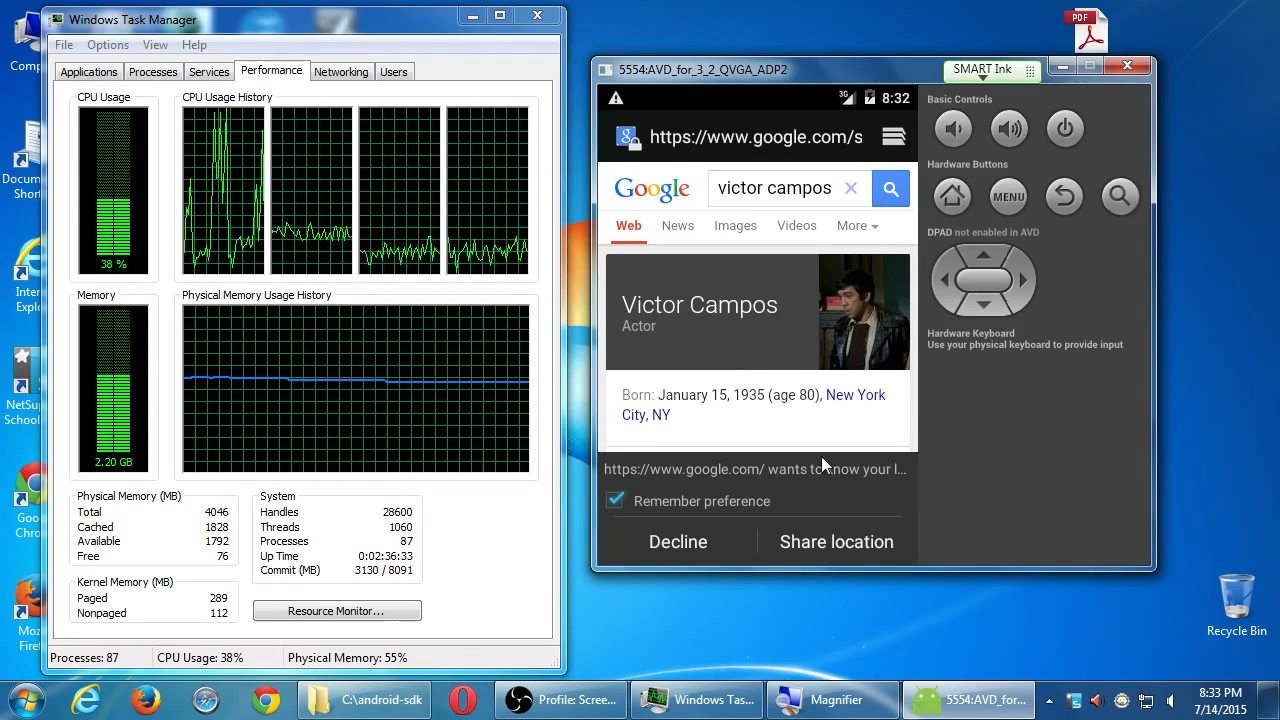 Windows Task Manager
File Options View Help
Applications Processes Services Performance Networking Users
CPU Usage
38 %
CPU Usage History
Memory
2.20 GB
Physical Memory Usage History
Physical Memory (MB)
Total 4046
Cached 1828
Available 1792
Free 76
Kernel Memory (MB)
Paged 289
Nonpaged 112
System
Handles 28600
Threads 1060
Processes 87
Up Time 0:02:36:33
Commit (MB) 3130 / 8091
Resource Monitor...
Processes: 87 CPU Usage: 38% Physical Memory: 55%
PDF
5554:AVD_for_3_2_QVGA_ADP2
SMART Ink
3G 8:32
https://www.google.com/s
Google victor campos
Web News Images Videos More
Victor Campos
Actor
Born: January 15, 1935 (age 80), New York
City, NY
https://www.google.com/ wants to know your l...
Remember preference
Decline Share location
Basic Controls
Hardware Buttons
MENU
DPAD not enabled in AVD
Hardware Keyboard
Use your physical keyboard to provide input
Recycle Bin
C:\android-sdk
Profile: Scree...
Windows Tas...
Magnifier
5554:AVD_for...
8:33 PM
7/14/2015